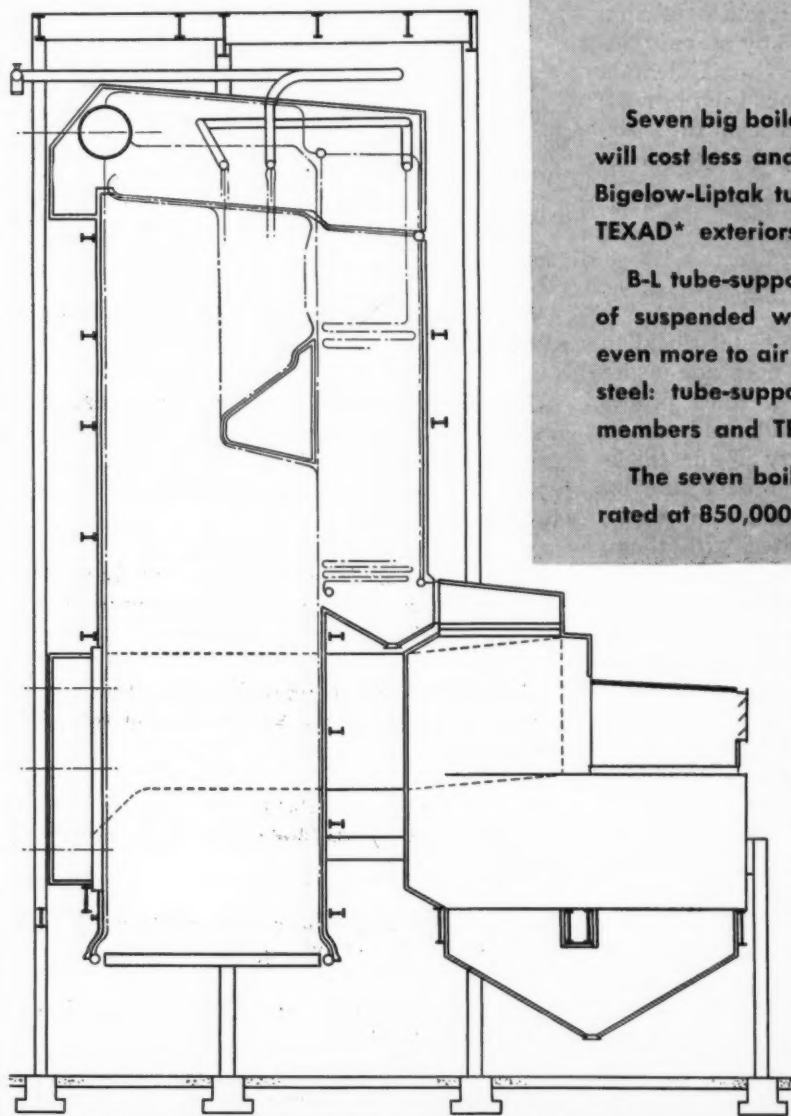 Seven big boile
will cost less and
Bigelow-Liptak tu
TEXAD* exteriors
B-L tube-suppo
of suspended w
even more to air
steel: tube-suppo
members and TE
The seven boil
rated at 850,000